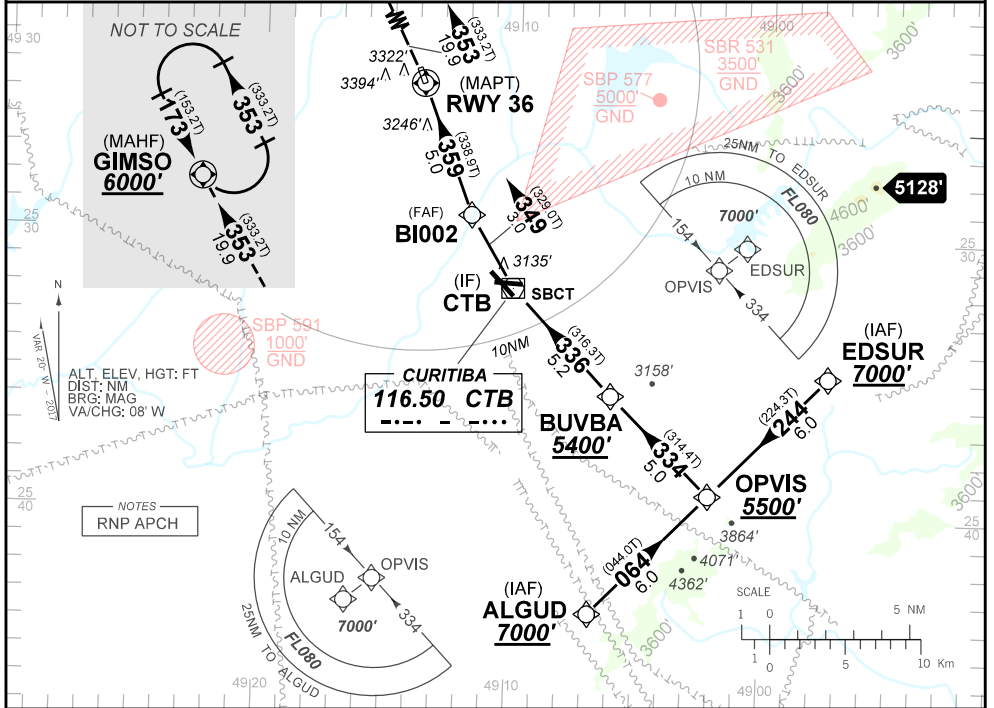 49 30
NOT TO SCALE
(153.2T)
173
(333.2T)
353
(MAHF)
GIMSO
6000'
(333.2T)
353
19.9
(333.2T)
353
19.9
49 10
3322'
3394'
(MAPT)
RWY 36
3246'
(338.9T)
359
5.0
(FAF)
BI002
(329.0T)
349
3.0
3135'
(IF)
CTB
SBCT
49 00
3600'
SBR 531
3500'
GND
SBP 577
5000'
GND
3600'
25NM TO EDSUR
10 NM
FL080
7000'
154
EDSUR
OPVIS
334
4600'
3600'
5128'
25
30
25
30
N
VAR 20° W - 2017
ALT, ELEV, HGT: FT
DIST: NM
BRG: MAG
VA/CHG: 08' W
SBP 591
1000'
GND
10NM
CURITIBA
116.50 CTB
(316.3T)
336
5.2
3158'
BUVBA
5400'
(IAF)
EDSUR
7000'
(224.3T)
244
6.0
(314.4T)
334
5.0
OPVIS
5500'
3864'
4071'
4362'
3600'
3600'
25
40
25
40
NOTES
RNP APCH
10 NM
154
ALGUD
OPVIS
7000'
334
FL080
25NM TO ALGUD
(044.0T)
064
6.0
(IAF)
ALGUD
7000'
SCALE
1 0 5 NM
1 0 5 10 Km
49 20
49 10
49 00